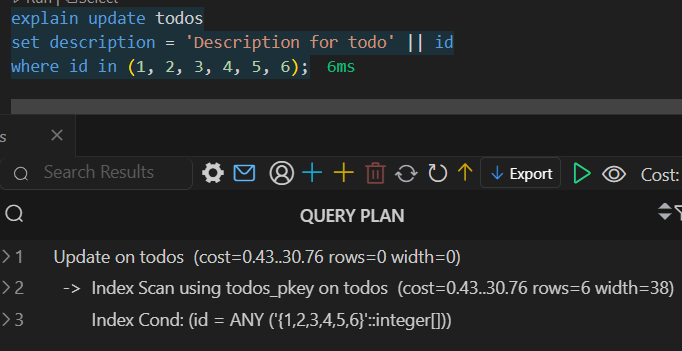 Run | Select
explain update todos
set description = 'Description for todo' || id
where id in (1, 2, 3, 4, 5, 6); 6ms
s
Search Results
Export
Cost:
QUERY PLAN
1 Update on todos (cost=0.43..30.76 rows=0 width=0)
2 -> Index Scan using todos_pkey on todos (cost=0.43..30.76 rows=6 width=38)
3 Index Cond: (id = ANY ('{1,2,3,4,5,6}'::integer[]))